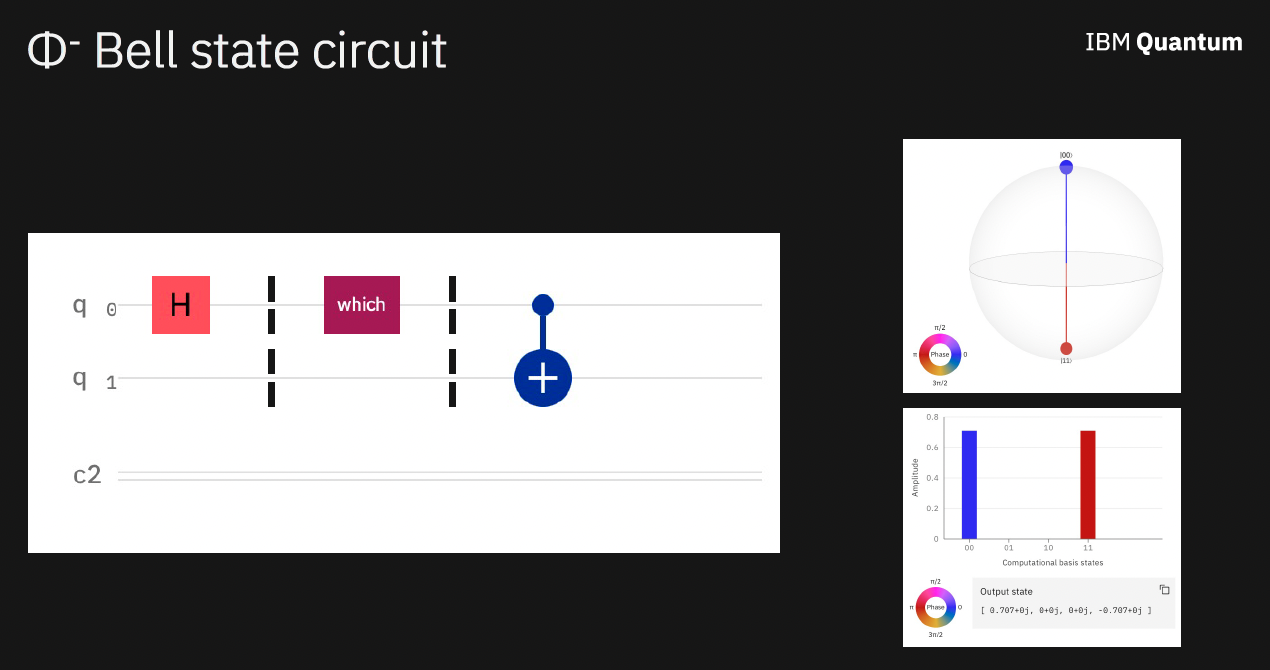 Φ- Bell state circuit
IBM Quantum
q 0
H
which
q 1
c2
|00⟩
|11⟩
π/2
π
Phase
0
3π/2
0.8
0.6
0.4
0.2
0
Amplitude
00 01 10 11
Computational basis states
π/2
π
Phase
0
3π/2
Output state
[ 0.707+0j, 0+0j, 0+0j, -0.707+0j ]